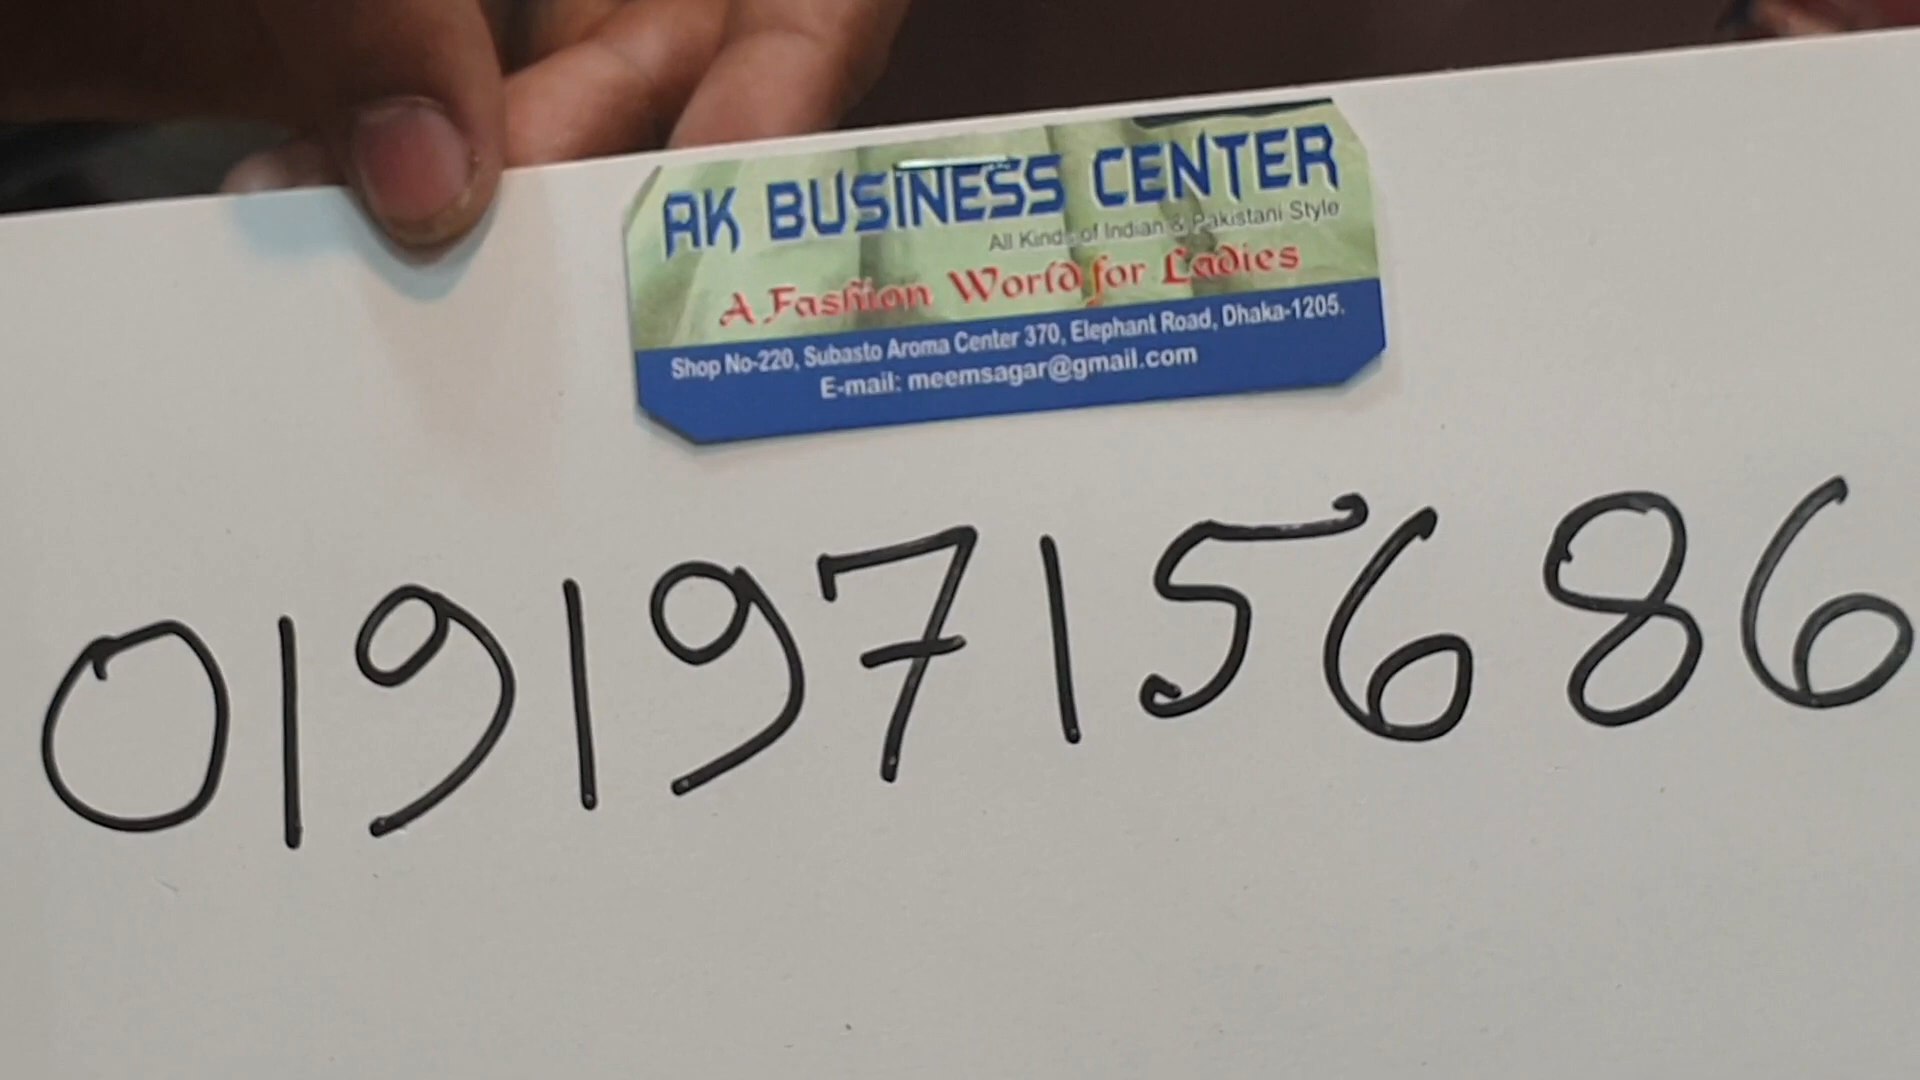 AK BUSINESS CENTER
All Kinds of Indian & Pakistani Style
A Fashion World for Ladies
Shop No-220, Subasto Aroma Center 370, Elephant Road, Dhaka-1205.
E-mail: meemsagar@gmail.com
01919715686